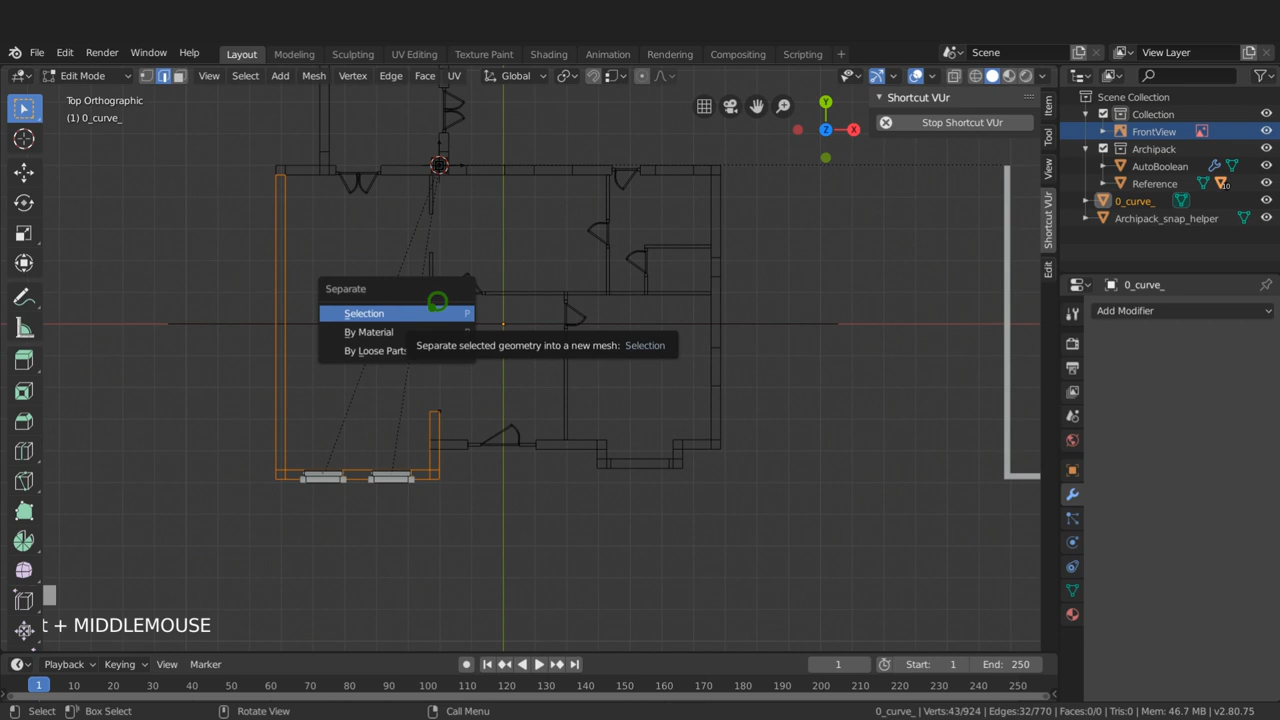 File Edit Render Window Help Layout Modeling Sculpting UV Editing Texture Paint Shading Animation Rendering Compositing Scripting + Scene View Layer
Edit Mode View Select Add Mesh Vertex Edge Face UV Global
Top Orthographic
(1) 0_curve_
Shortcut VUr
Stop Shortcut VUr
Item
Tool
View
Shortcut VUr
Edit
Y
Z
X
Scene Collection
Collection
FrontView
Archipack
AutoBoolean
Reference
10
0_curve_
Archipack_snap_helper
0_curve_
Add Modifier
Separate
Selection P
By Material
By Loose Parts
Separate selected geometry into a new mesh: Selection
t + MIDDLEMOUSE
Playback Keying View Marker 1 Start: 1 End: 250
1 10 20 30 40 50 60 70 80 90 100 110 120 130 140 150 160 170 180 190 200 210 220 230 240 250
Select Box Select Rotate View Call Menu 0_curve_ | Verts:43/924 | Edges:32/770 | Faces:0/0 | Tris:0 | Mem: 46.7 MB | v2.80.75